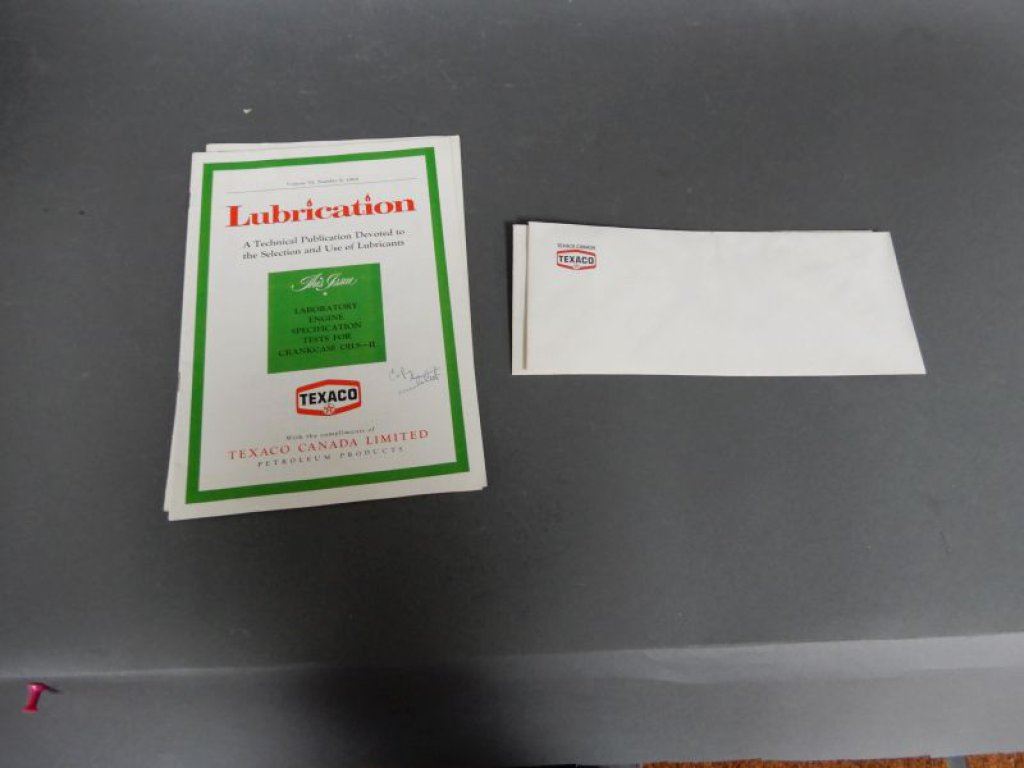 Lubrication
A Technical Publication Devoted to
the Selection and Use of Lubricants
This Issue
LABORATORY
ENGINE
SPECIFICATION
TESTS FOR
CRANKCASE OILS—II
TEXACO
With the compliments of
TEXACO CANADA LIMITED
PETROLEUM PRODUCTS
TEXACO CANADA
TEXACO